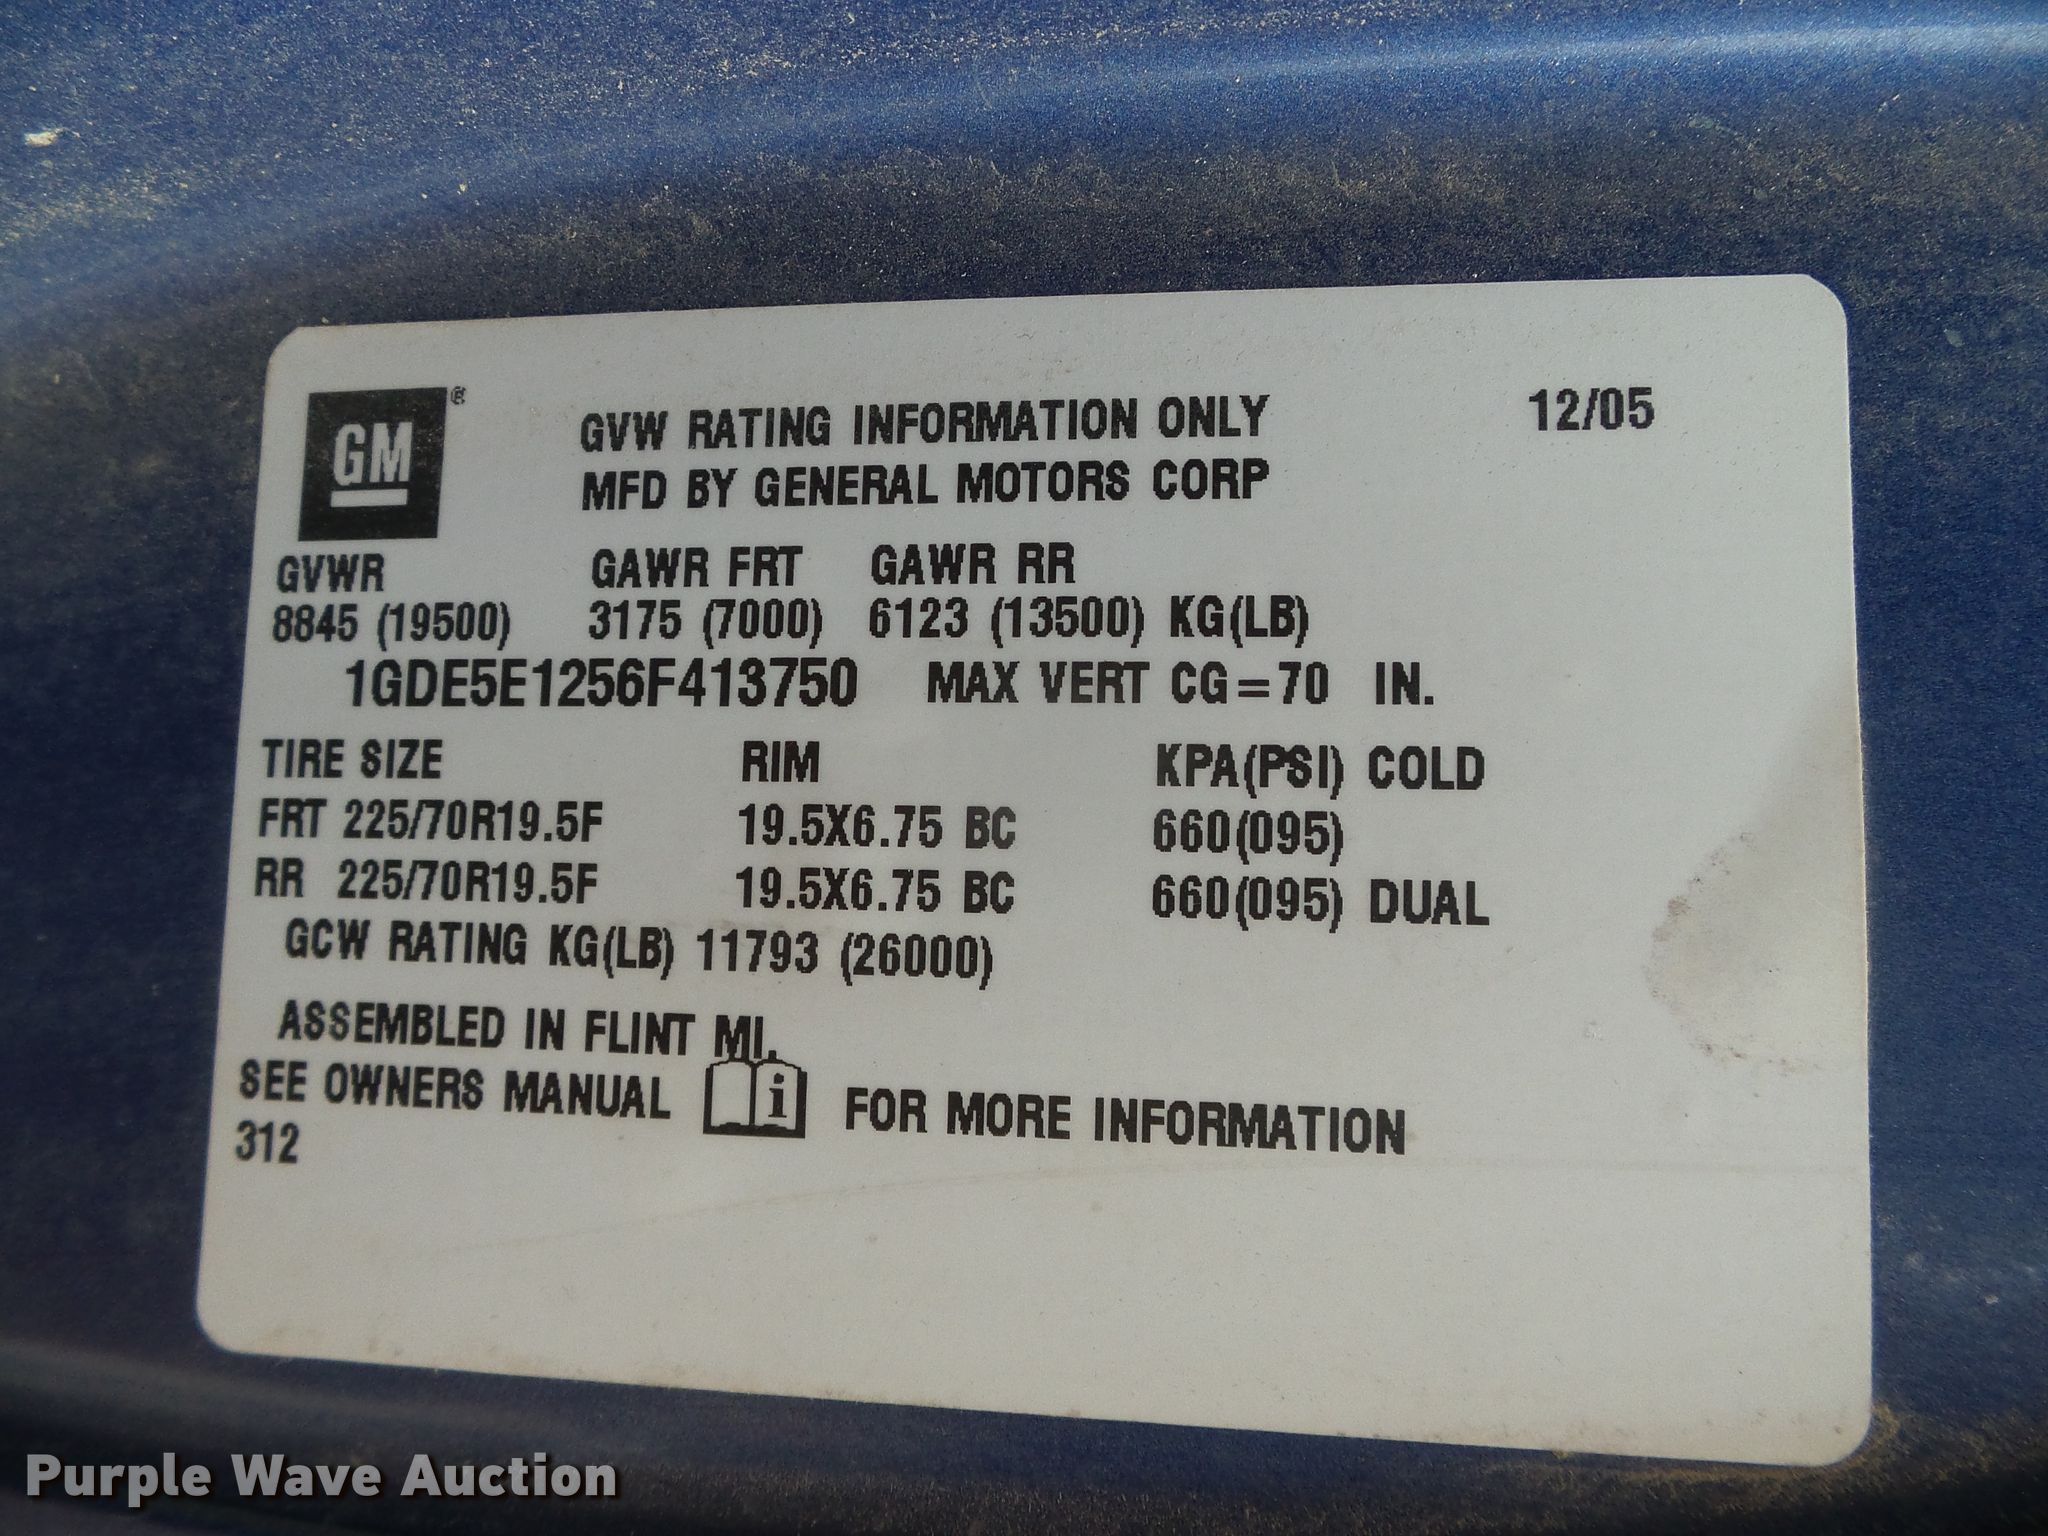 GM®
GVW RATING INFORMATION ONLY 12/05
MFD BY GENERAL MOTORS CORP
GVWR GAWR FRT GAWR RR
8845 (19500) 3175 (7000) 6123 (13500) KG(LB)
1GDE5E1256F413750 MAX VERT CG=70 IN.
TIRE SIZE RIM KPA(PSI) COLD
FRT 225/70R19.5F 19.5X6.75 BC 660(095)
RR 225/70R19.5F 19.5X6.75 BC 660(095) DUAL
GCW RATING KG(LB) 11793 (26000)
ASSEMBLED IN FLINT MI.
SEE OWNERS MANUAL i FOR MORE INFORMATION
312
Purple Wave Auction